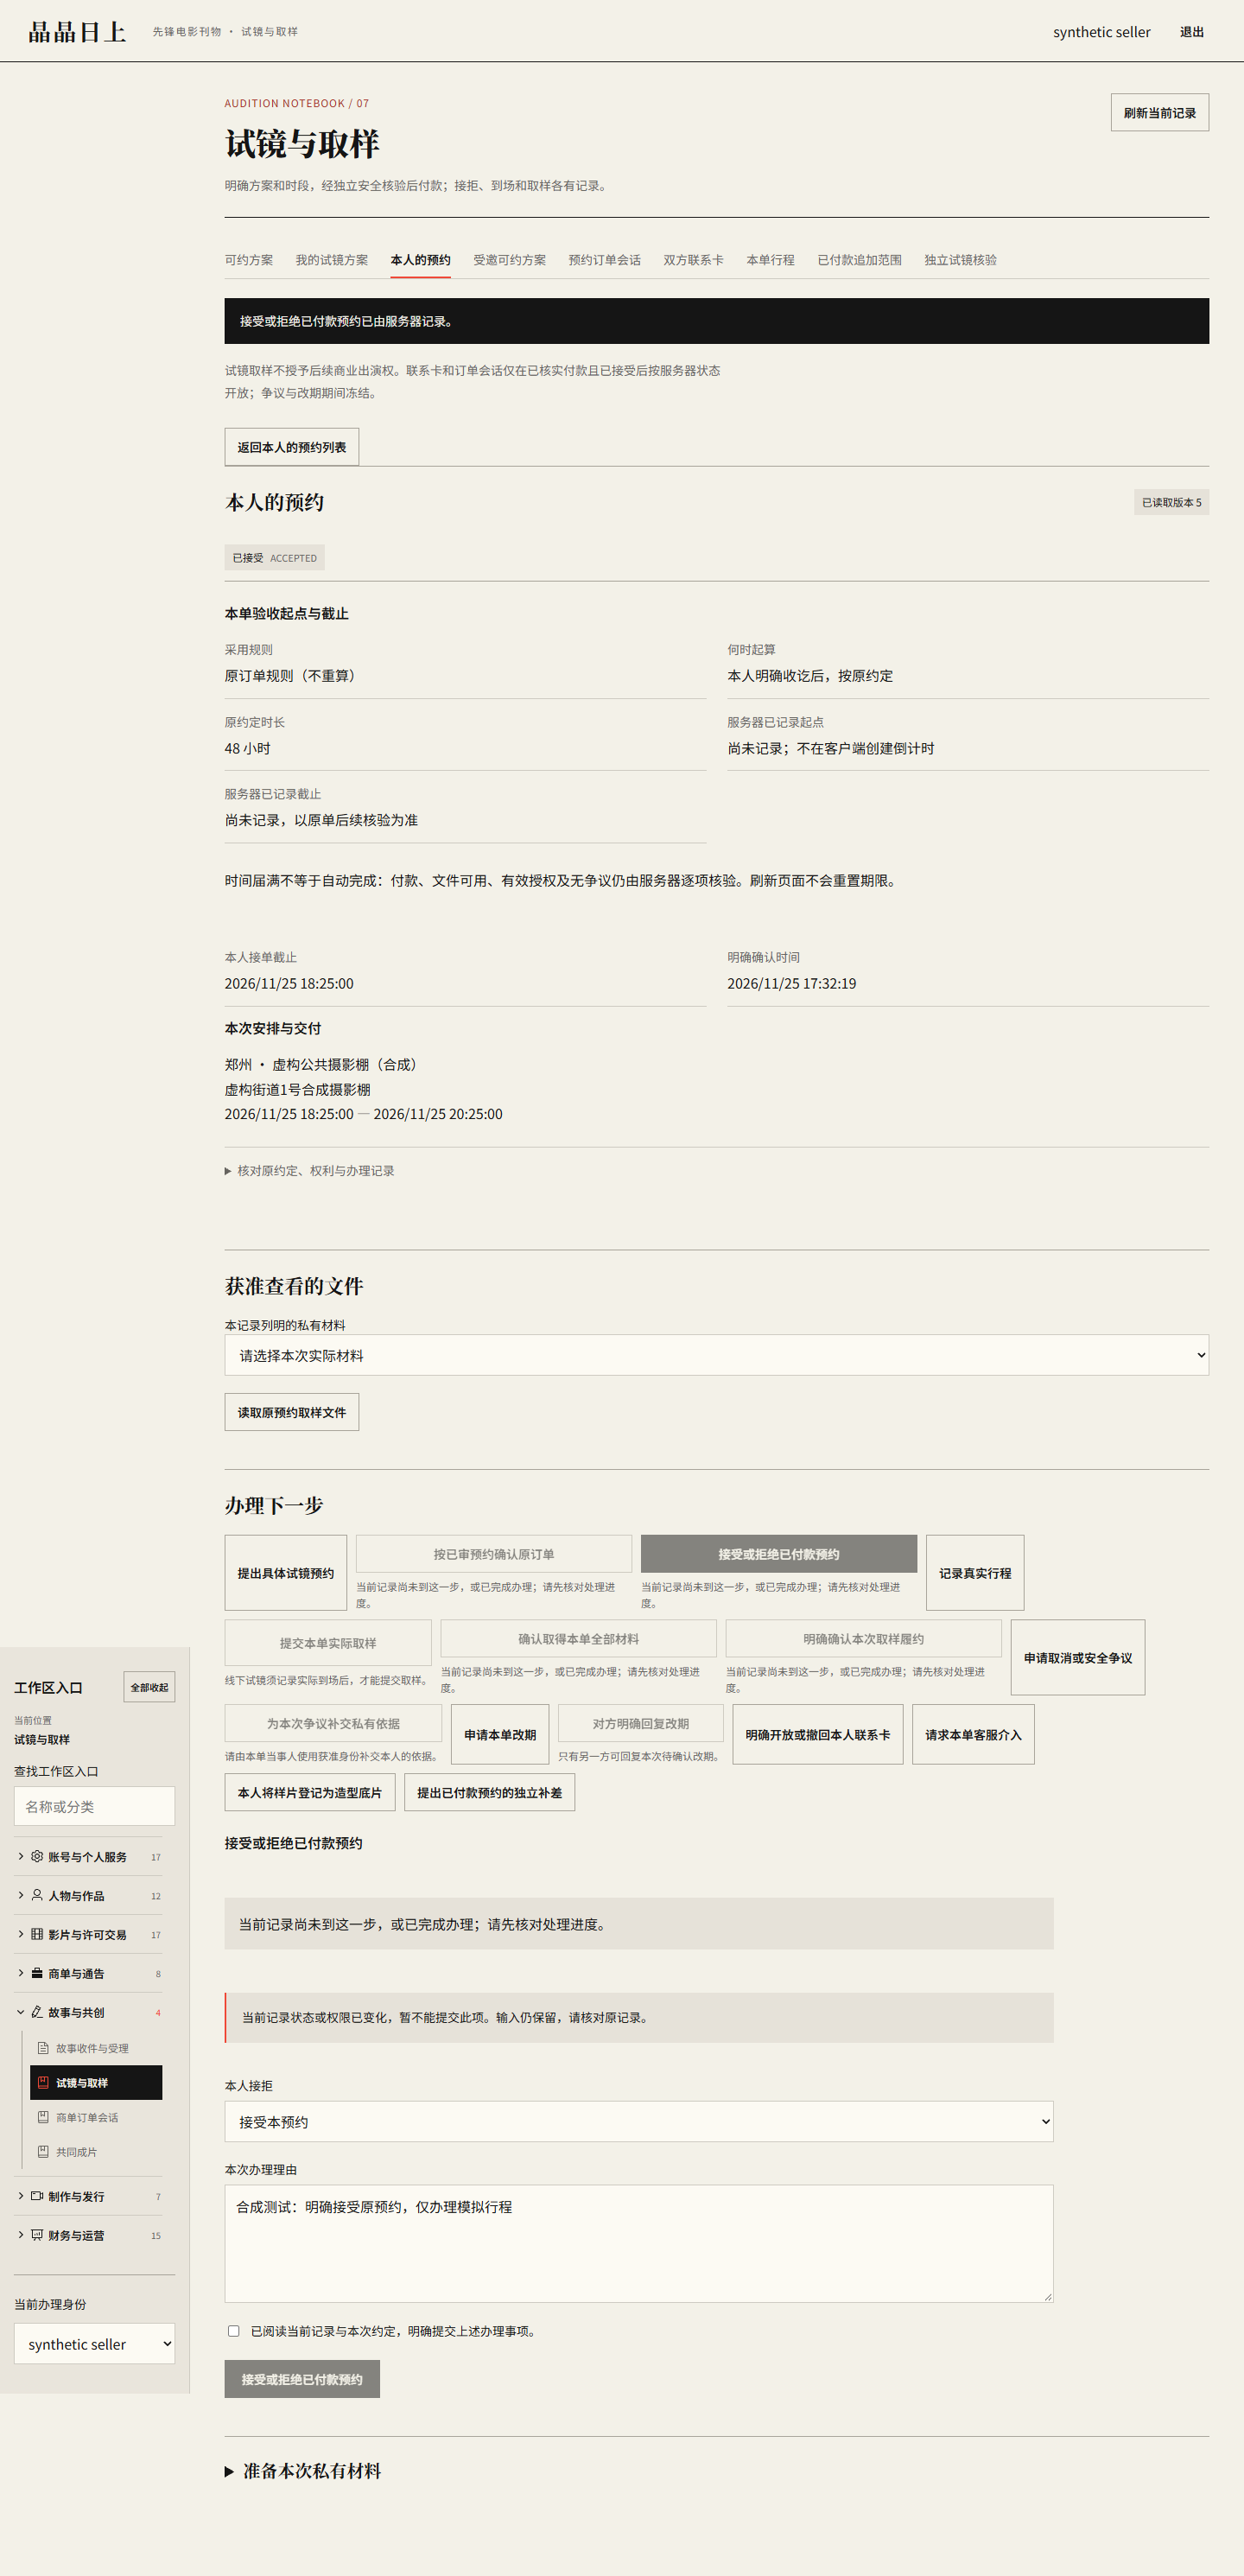 晶晶日上
先锋电影刊物 · 试镜与取样
synthetic seller
退出
AUDITION NOTEBOOK / 07
刷新当前记录
试镜与取样
明确方案和时段，经独立安全核验后付款；接拒、到场和取样各有记录。
可约方案
我的试镜方案
本人的预约
受邀可约方案
预约订单会话
双方联系卡
本单行程
已付款追加范围
独立试镜核验
接受或拒绝已付款预约已由服务器记录。
试镜取样不授予后续商业出演权。联系卡和订单会话仅在已核实付款且已接受后按服务器状态
开放；争议与改期期间冻结。
返回本人的预约列表
本人的预约
已读取版本 5
已接受 ACCEPTED
本单验收起点与截止
采用规则
原订单规则（不重算）
何时起算
本人明确收讫后，按原约定
原约定时长
48 小时
服务器已记录起点
尚未记录；不在客户端创建倒计时
服务器已记录截止
尚未记录，以原单后续核验为准
时间届满不等于自动完成：付款、文件可用、有效授权及无争议仍由服务器逐项核验。刷新页面不会重置期限。
本人接单截止
2026/11/25 18:25:00
明确确认时间
2026/11/25 17:32:19
本次安排与交付
郑州 · 虚构公共摄影棚（合成）
虚构街道1号合成摄影棚
2026/11/25 18:25:00 — 2026/11/25 20:25:00
核对原约定、权利与办理记录
获准查看的文件
本记录列明的私有材料
请选择本次实际材料
读取原预约取样文件
办理下一步
提出具体试镜预约
按已审预约确认原订单
当前记录尚未到这一步，或已完成办理；请先核对处理进
度。
接受或拒绝已付款预约
当前记录尚未到这一步，或已完成办理；请先核对处理进
度。
记录真实行程
提交本单实际取样
线下试镜须记录实际到场后，才能提交取样。
确认取得本单全部材料
当前记录尚未到这一步，或已完成办理；请先核对处理进
度。
明确确认本次取样履约
当前记录尚未到这一步，或已完成办理；请先核对处理进
度。
申请取消或安全争议
为本次争议补交私有依据
请由本单当事人使用获准身份补交本人的依据。
申请本单改期
对方明确回复改期
只有另一方可回复本次待确认改期。
明确开放或撤回本人联系卡
请求本单客服介入
本人将样片登记为造型底片
提出已付款预约的独立补差
接受或拒绝已付款预约
当前记录尚未到这一步，或已完成办理；请先核对处理进度。
当前记录状态或权限已变化，暂不能提交此项。输入仍保留，请核对原记录。
本人接拒
接受本预约
本次办理理由
合成测试：明确接受原预约，仅办理模拟行程
已阅读当前记录与本次约定，明确提交上述办理事项。
接受或拒绝已付款预约
准备本次私有材料
工作区入口
全部收起
当前位置
试镜与取样
查找工作区入口
名称或分类
账号与个人服务 17
人物与作品 12
影片与许可交易 17
商单与通告 8
故事与共创 4
故事收件与受理
试镜与取样
商单订单会话
共同成片
制作与发行 7
财务与运营 15
当前办理身份
synthetic seller